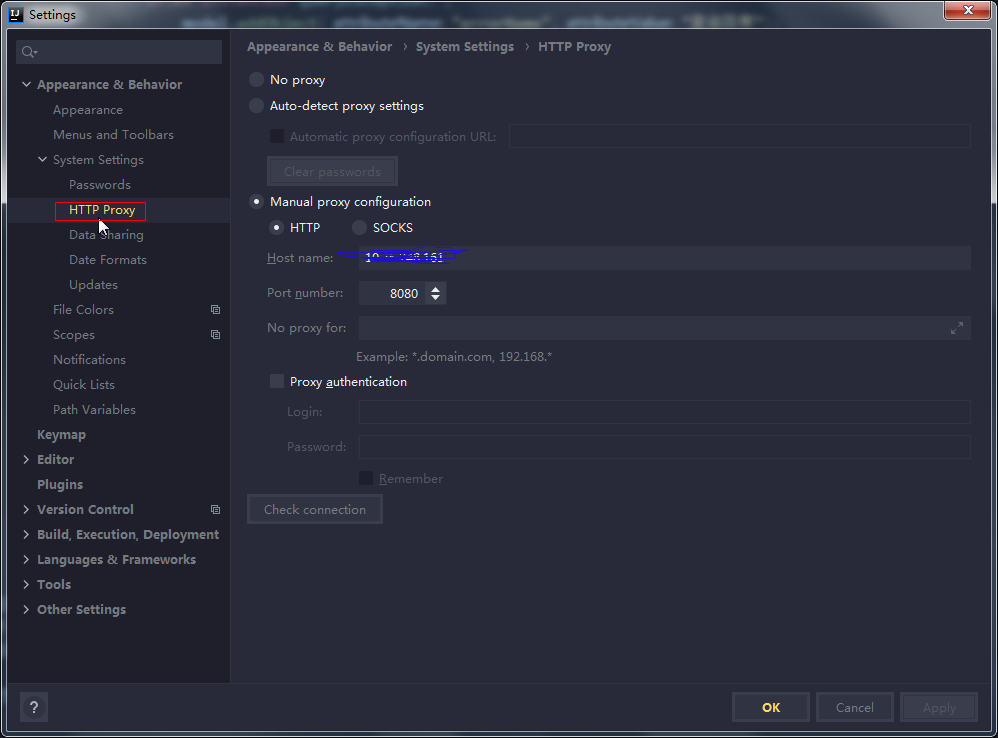 Settings
Appearance & Behavior › System Settings › HTTP Proxy
Appearance & Behavior
Appearance
Menus and Toolbars
System Settings
Passwords
HTTP Proxy
Data Sharing
Date Formats
Updates
File Colors
Scopes
Notifications
Quick Lists
Path Variables
Keymap
Editor
Plugins
Version Control
Build, Execution, Deployment
Languages & Frameworks
Tools
Other Settings
No proxy
Auto-detect proxy settings
Automatic proxy configuration URL:
Clear passwords
Manual proxy configuration
HTTP SOCKS
Host name:
Port number: 8080
No proxy for:
Example: *.domain.com, 192.168.*
Proxy authentication
Login:
Password:
Remember
Check connection
? OK Cancel Apply